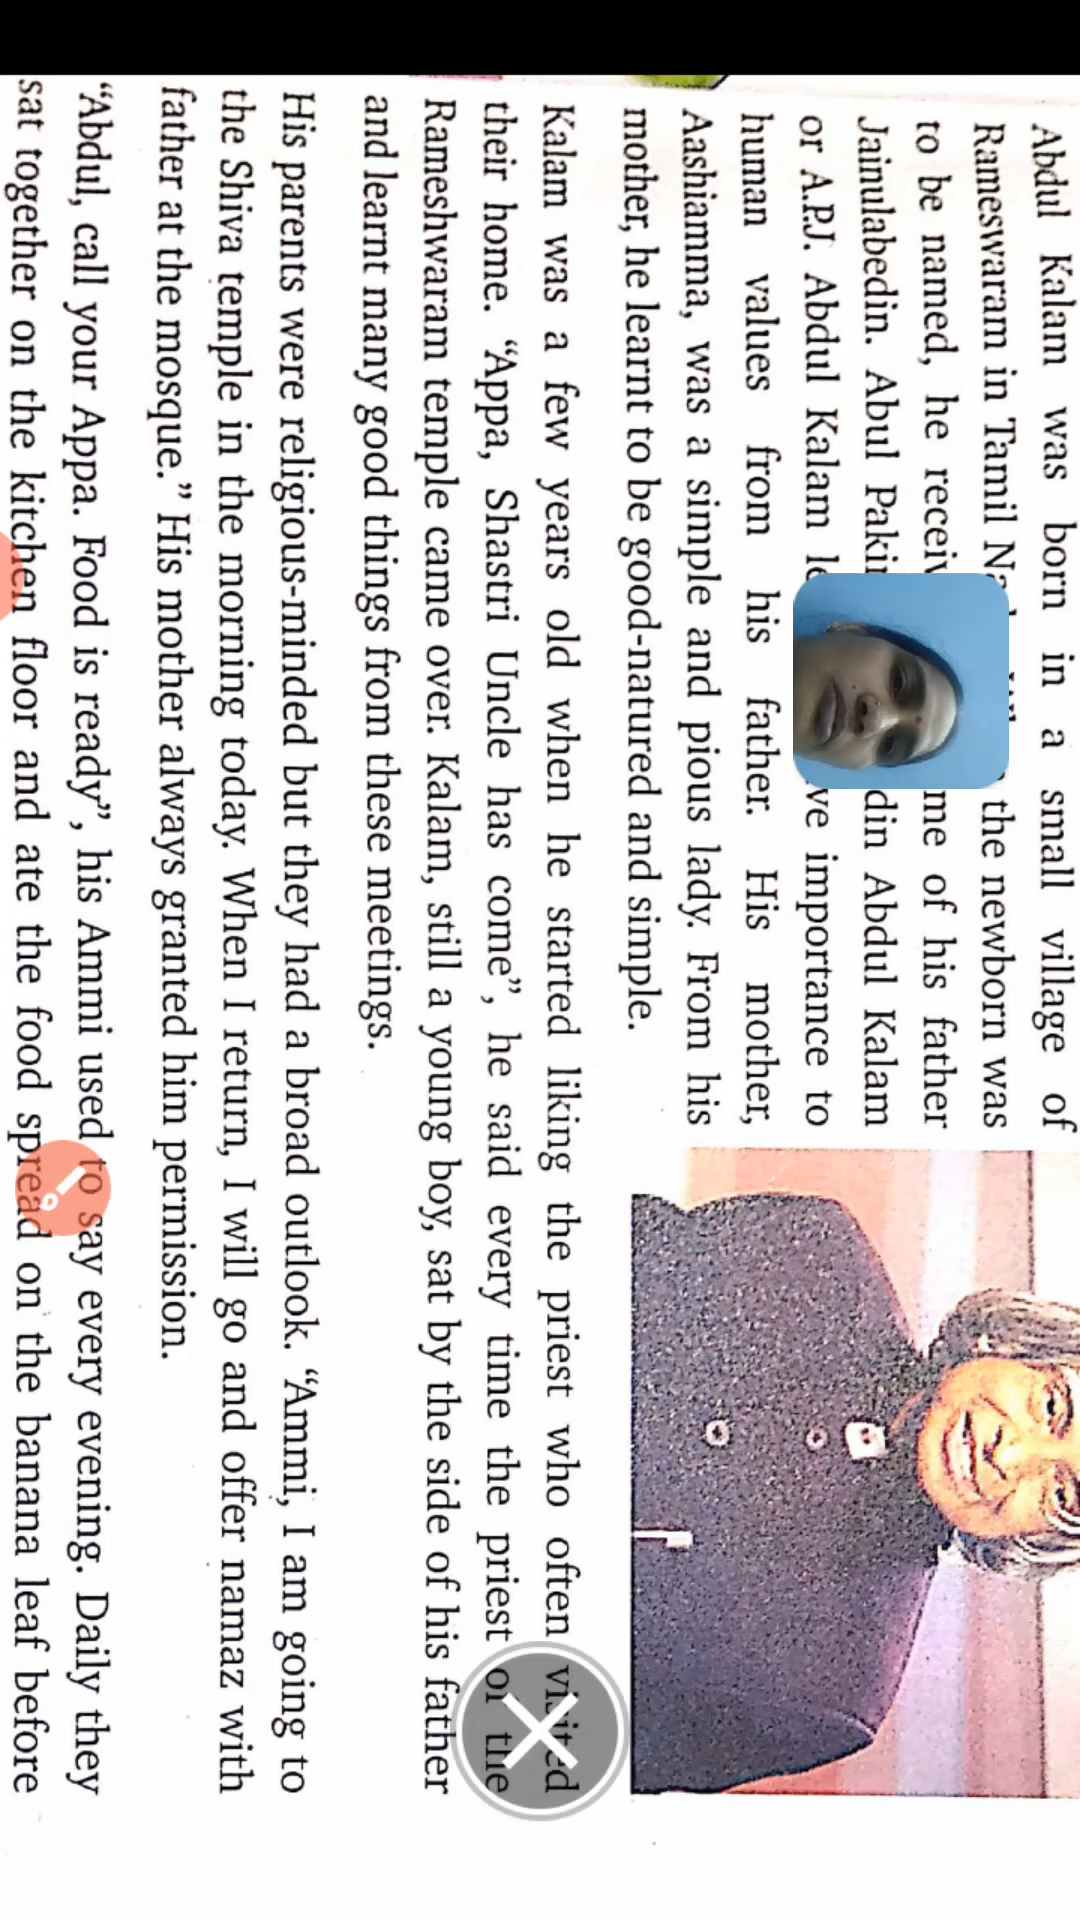 Abdul Kalam was born in a small village of
Rameswaram in Tamil the newborn was
to be named, he me of his father
Jainulabedin. Abul din Abdul Kalam
or A.P.J. Abdul Kalam ve importance to
human values from his father. His mother,
Aashiamma, was a simple and pious lady. From his
mother, he learnt to be good-natured and simple.
Kalam was a few years old when he started liking the priest who often visited
their home. “Appa, Shastri Uncle has come”, he said every time the priest of the
Rameshwaram temple came over. Kalam, still a young boy, sat by the side of his father
and learnt many good things from these meetings.
His parents were religious-minded but they had a broad outlook. “Ammi, I am going to
the Shiva temple in the morning today. When I return, I will go and offer namaz with
father at the mosque.” His mother always granted him permission.
“Abdul, call your Appa. Food is ready”, his Ammi used to say every evening. Daily they
sat together on the kitchen floor and ate the food spread on the banana leaf before